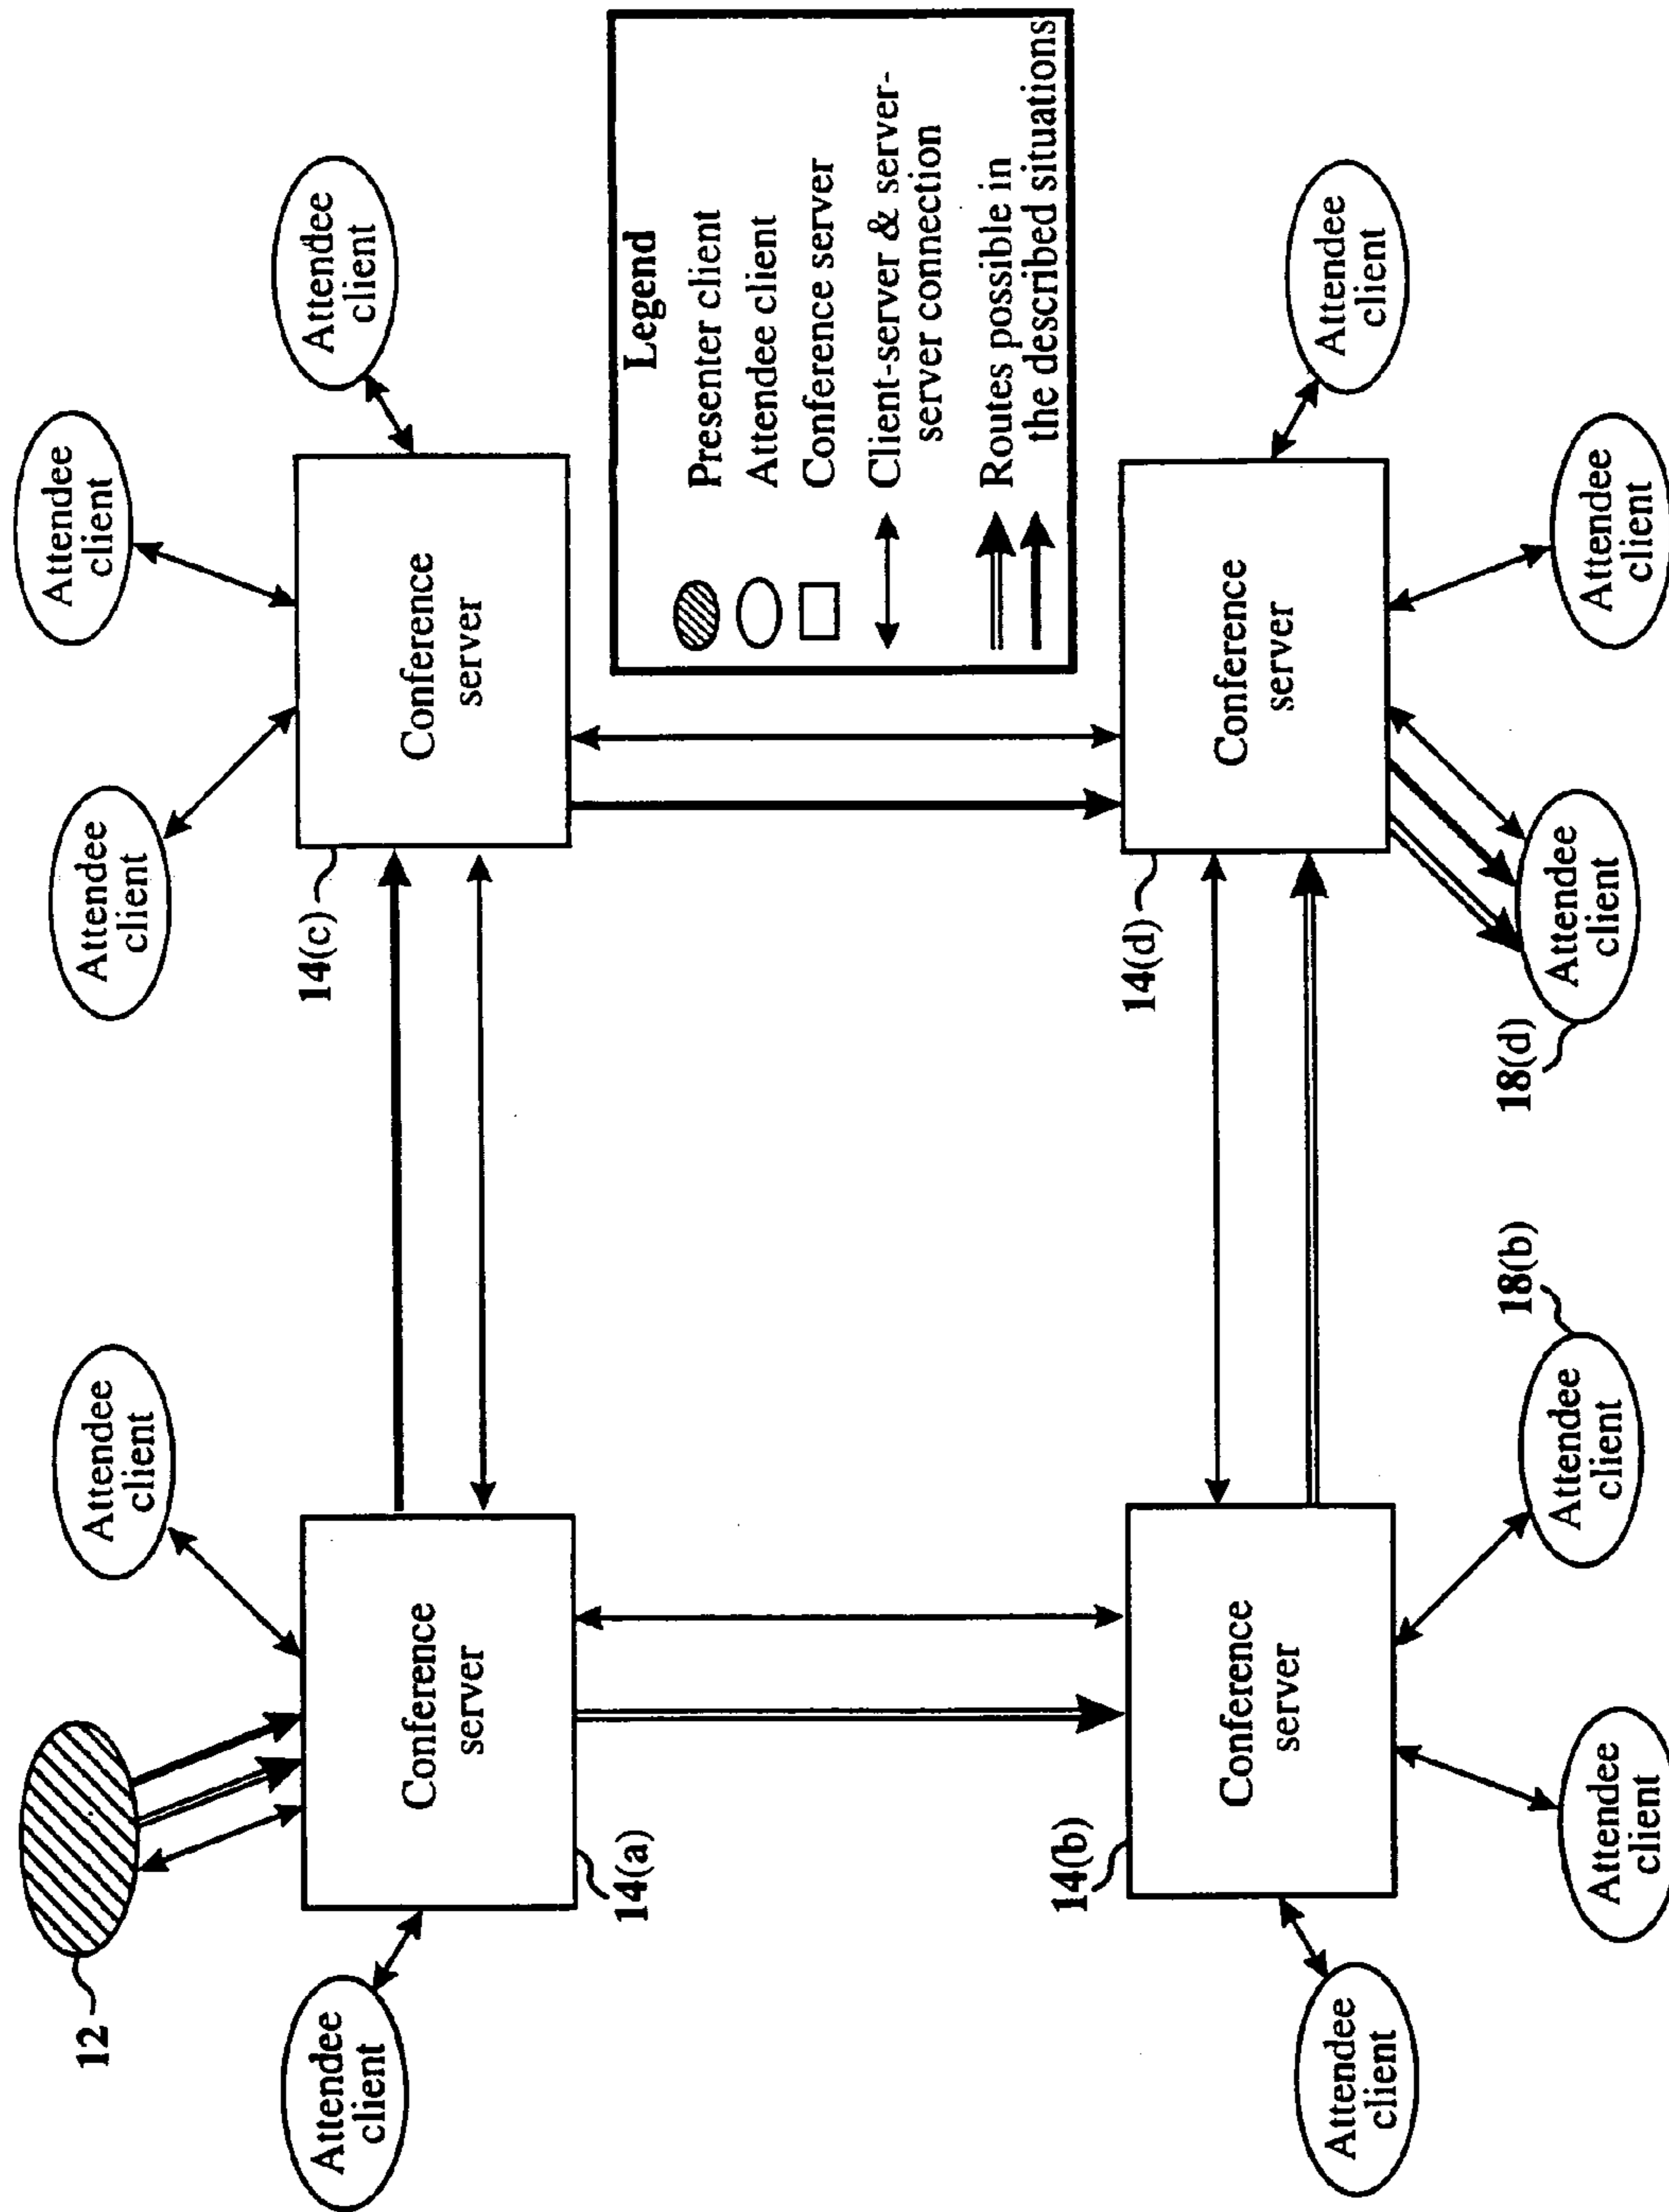 12
Attendee
client
Attendee
client
Attendee
client
Attendee
client
Conference
server
14(a)
Conference
server
14(c)
Attendee
client
Legend
Presenter client
Attendee client
Conference server
Client-server & server-
server connection
Routes possible in
the described situations
Attendee
client
14(b)
Conference
server
14(d)
Conference
server
Attendee
client
Attendee
client
Attendee
client
18(b)
18(d)
Attendee
client
Attendee
client